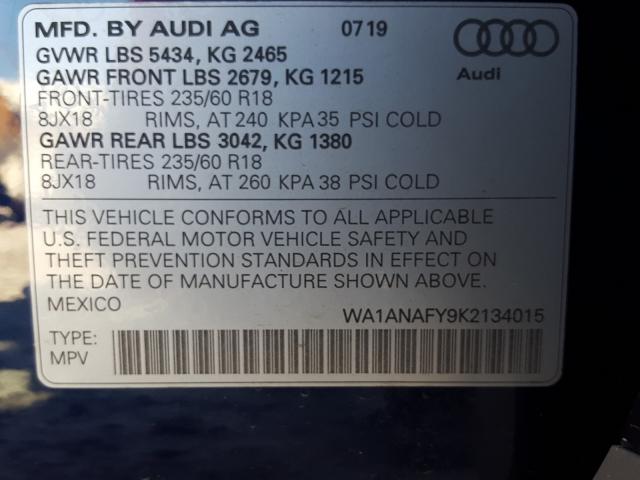 MFD. BY AUDI AG 0719
GVWR LBS 5434, KG 2465
GAWR FRONT LBS 2679, KG 1215
Audi
FRONT-TIRES 235/60 R18
8JX18 RIMS, AT 240 KPA 35 PSI COLD
GAWR REAR LBS 3042, KG 1380
REAR-TIRES 235/60 R18
8JX18 RIMS, AT 260 KPA 38 PSI COLD
THIS VEHICLE CONFORMS TO ALL APPLICABLE
U.S. FEDERAL MOTOR VEHICLE SAFETY AND
THEFT PREVENTION STANDARDS IN EFFECT ON
THE DATE OF MANUFACTURE SHOWN ABOVE.
MEXICO WA1ANAFY9K2134015
TYPE:
MPV